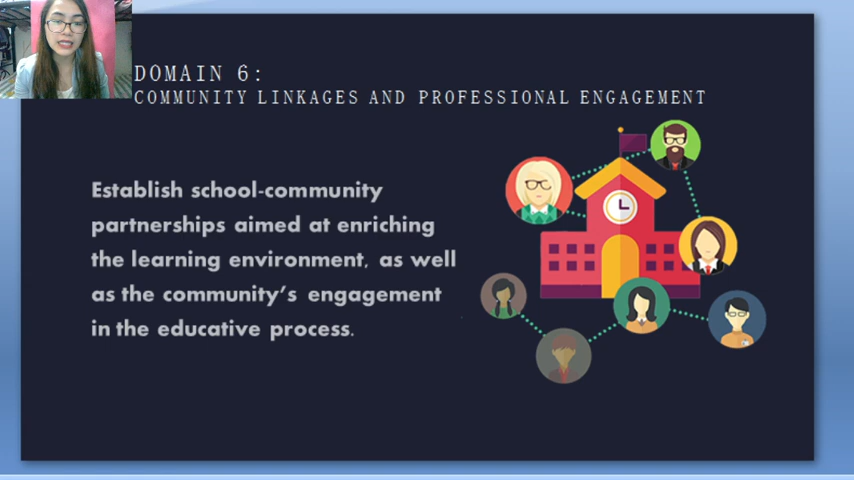 DOMAIN 6:
COMMUNITY LINKAGES AND PROFESSIONAL ENGAGEMENT
Establish school-community
partnerships aimed at enriching
the learning environment, as well
as the community's engagement
in the educative process.